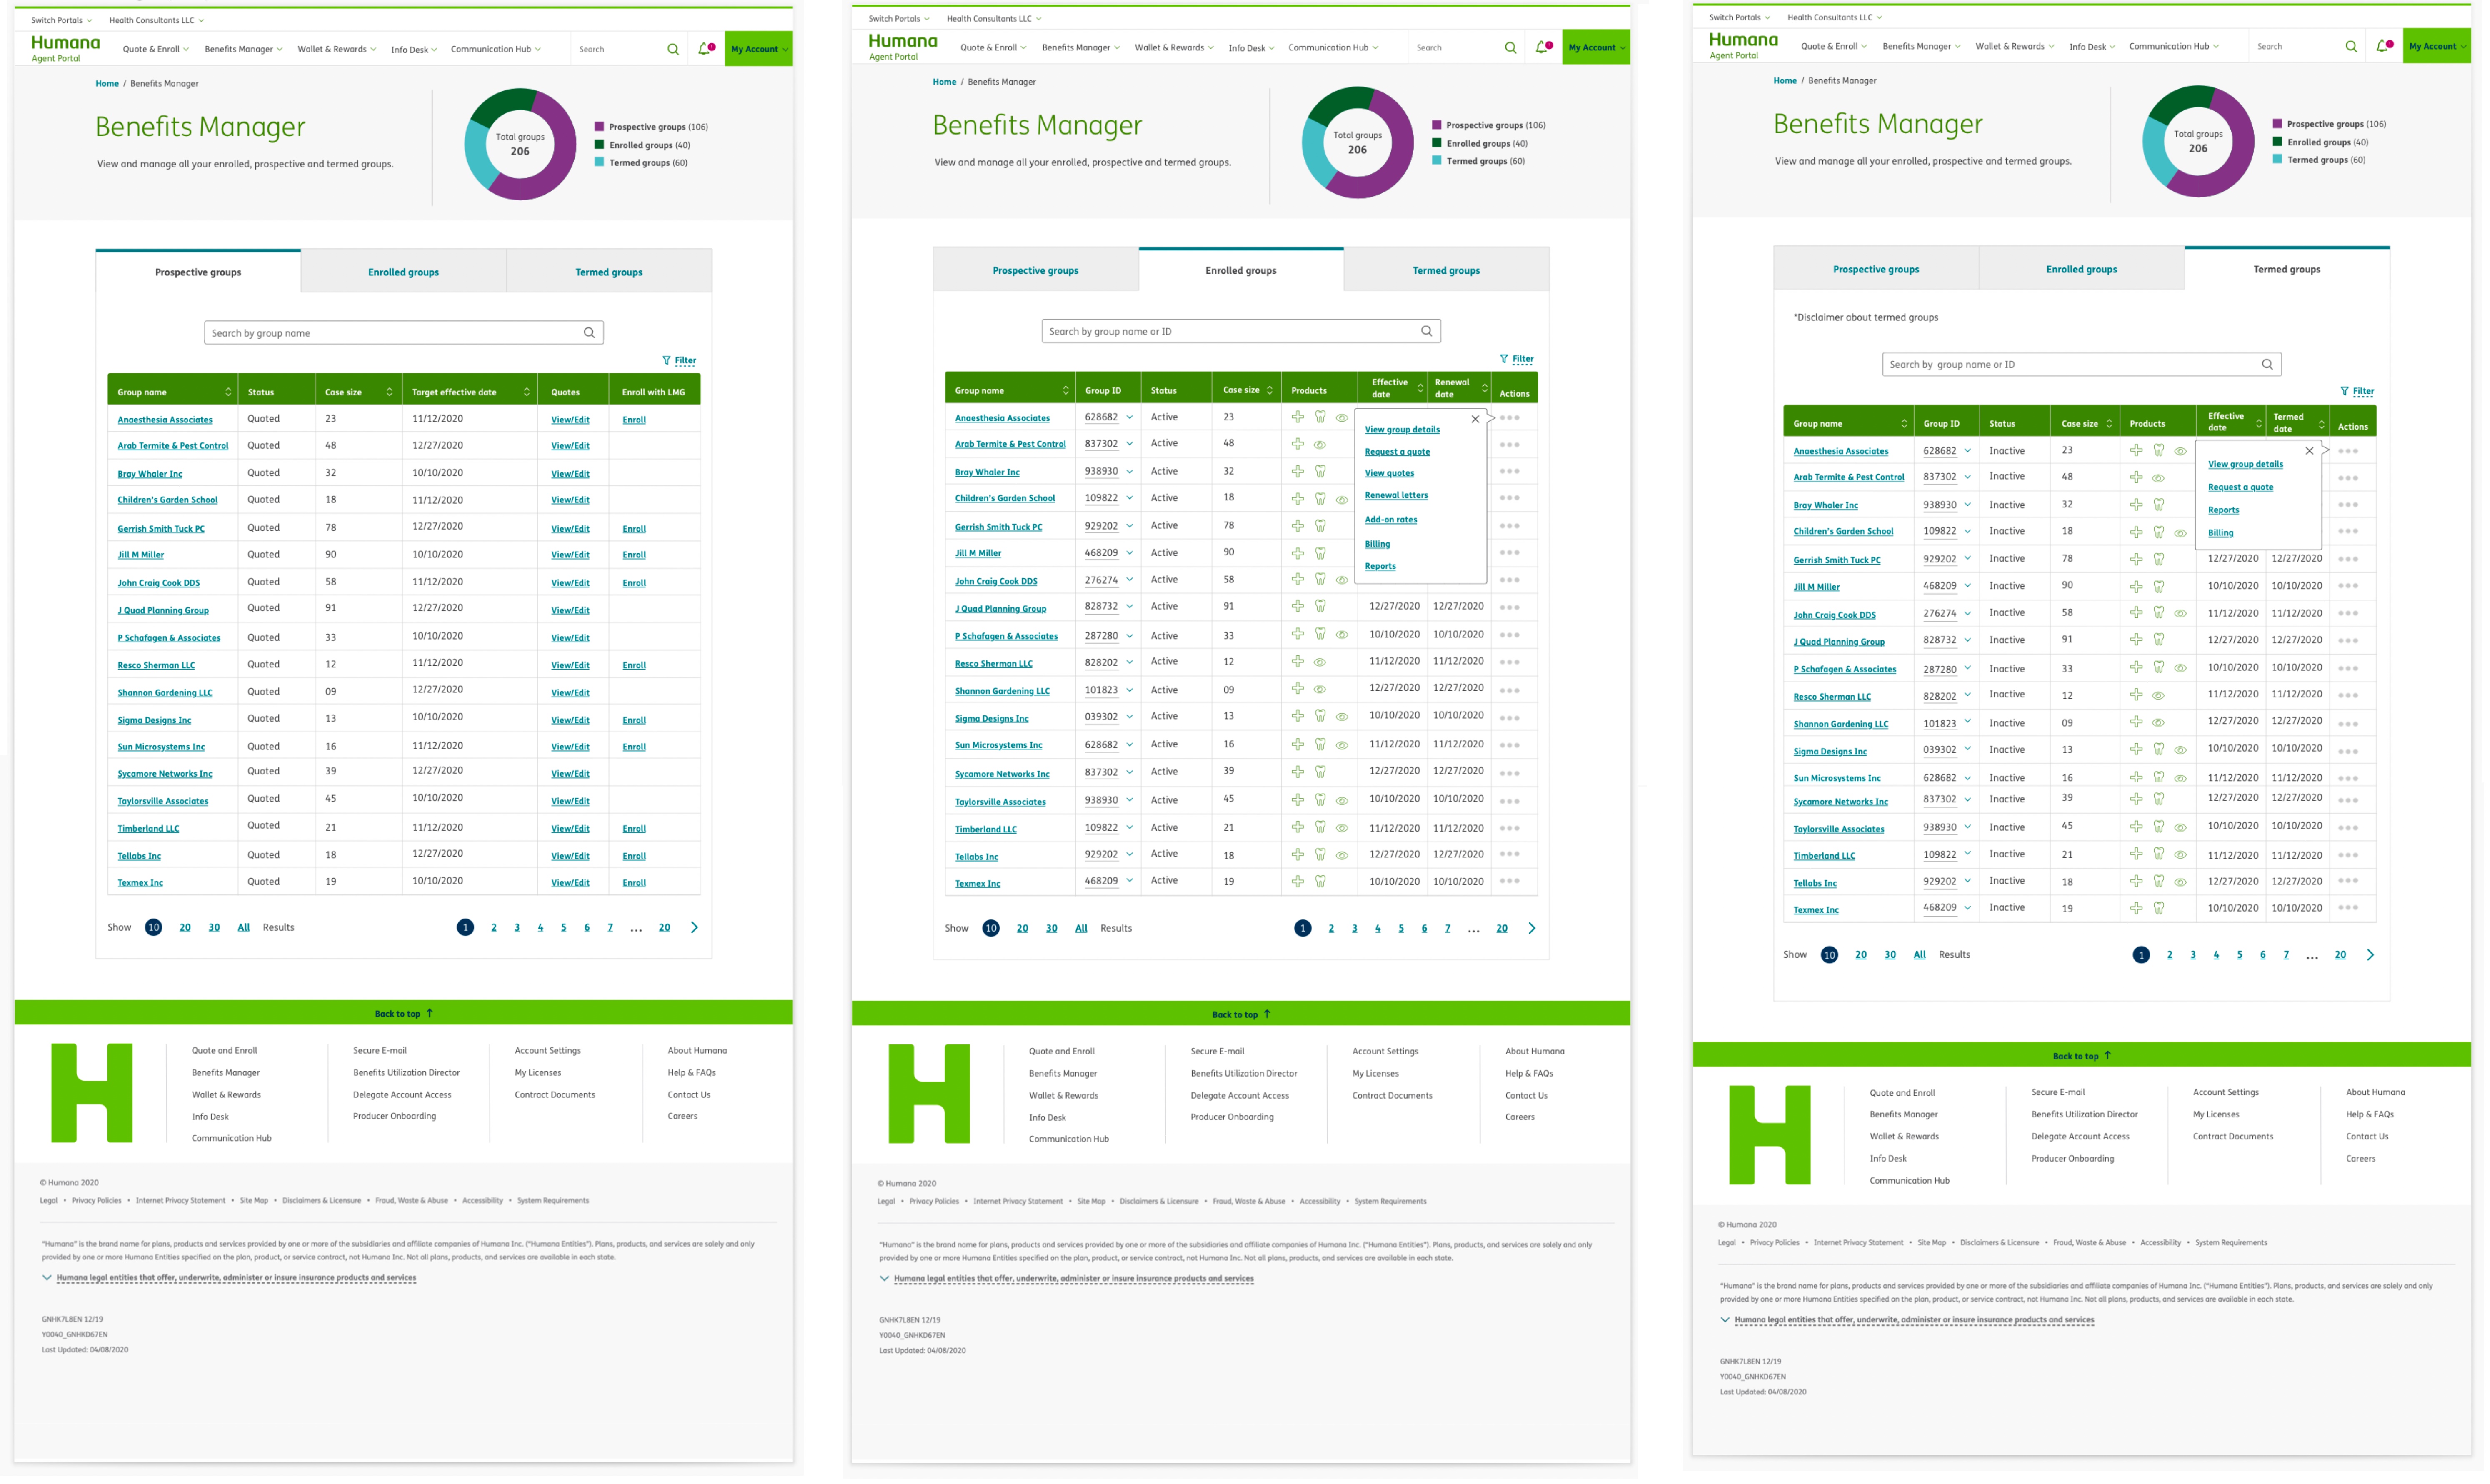 Switch Portals Health Consultants LLC
Humana
Agent Portal
Quote & Enroll Benefits Manager Wallet & Rewards Info Desk Communication Hub Search My Account
Home / Benefits Manager
Benefits Manager
View and manage all your enrolled, prospective and termed groups.
Total groups
206
Prospective groups (106)
Enrolled groups (40)
Termed groups (60)
Prospective groups Enrolled groups Termed groups
Search by group name
Filter
Group name Status Case size Target effective date Quotes Enroll with LMG
Anaesthesia Associates Quoted 23 11/12/2020 View/Edit Enroll
Arab Termite & Pest Control Quoted 48 12/27/2020 View/Edit
Bray Whaler Inc Quoted 32 10/10/2020 View/Edit
Children's Garden School Quoted 18 11/12/2020 View/Edit
Gerrish Smith Tuck PC Quoted 78 12/27/2020 View/Edit Enroll
Jill M Miller Quoted 90 10/10/2020 View/Edit Enroll
John Craig Cook DDS Quoted 58 11/12/2020 View/Edit Enroll
J Quad Planning Group Quoted 91 12/27/2020 View/Edit
P Schafagen & Associates Quoted 33 10/10/2020 View/Edit
Resco Sherman LLC Quoted 12 11/12/2020 View/Edit Enroll
Shannon Gardening LLC Quoted 09 12/27/2020 View/Edit
Sigma Designs Inc Quoted 13 10/10/2020 View/Edit Enroll
Sun Microsystems Inc Quoted 16 11/12/2020 View/Edit Enroll
Sycamore Networks Inc Quoted 39 12/27/2020 View/Edit
Taylorsville Associates Quoted 45 10/10/2020 View/Edit
Timberland LLC Quoted 21 11/12/2020 View/Edit Enroll
Tellabs Inc Quoted 18 12/27/2020 View/Edit Enroll
Texmex Inc Quoted 19 10/10/2020 View/Edit Enroll
Show 10 20 30 All Results 1 2 3 4 5 6 7 ... 20
Back to top
Quote and Enroll Secure E-mail Account Settings About Humana
Benefits Manager Benefits Utilization Director My Licenses Help & FAQs
Wallet & Rewards Delegate Account Access Contract Documents Contact Us
Info Desk Producer Onboarding Careers
Communication Hub
© Humana 2020
Legal • Privacy Policies • Internet Privacy Statement • Site Map • Disclaimers & Licensure • Fraud, Waste & Abuse • Accessibility • System Requirements
"Humana" is the brand name for plans, products and services provided by one or more of the subsidiaries and affiliate companies of Humana Inc. ("Humana Entities"). Plans, products, and services are solely and only
provided by one or more Humana Entities specified on the plan, product, or service contract, not Humana Inc. Not all plans, products, and services are available in each state.
Humana legal entities that offer, underwrite, administer or insure insurance products and services
GNHK7L8EN 12/19
Y0040_GNHKD67EN
Last Updated: 04/08/2020
Switch Portals Health Consultants LLC
Humana
Agent Portal
Quote & Enroll Benefits Manager Wallet & Rewards Info Desk Communication Hub Search My Account
Home / Benefits Manager
Benefits Manager
View and manage all your enrolled, prospective and termed groups.
Total groups
206
Prospective groups (106)
Enrolled groups (40)
Termed groups (60)
Prospective groups Enrolled groups Termed groups
Search by group name or ID
Filter
Group name Group ID Status Case size Products Effective date Renewal date Actions
Anaesthesia Associates 628682 Active 23
Arab Termite & Pest Control 837302 Active 48
Bray Whaler Inc 938930 Active 32
Children's Garden School 109822 Active 18
Gerrish Smith Tuck PC 929202 Active 78
Jill M Miller 468209 Active 90
John Craig Cook DDS 276274 Active 58
View group details
Request a quote
View quotes
Renewal letters
Add-on rates
Billing
Reports
J Quad Planning Group 828732 Active 91 12/27/2020 12/27/2020
P Schafagen & Associates 287280 Active 33 10/10/2020 10/10/2020
Resco Sherman LLC 828202 Active 12 11/12/2020 11/12/2020
Shannon Gardening LLC 101823 Active 09 12/27/2020 12/27/2020
Sigma Designs Inc 039302 Active 13 10/10/2020 10/10/2020
Sun Microsystems Inc 628682 Active 16 11/12/2020 11/12/2020
Sycamore Networks Inc 837302 Active 39 12/27/2020 12/27/2020
Taylorsville Associates 938930 Active 45 10/10/2020 10/10/2020
Timberland LLC 109822 Active 21 11/12/2020 11/12/2020
Tellabs Inc 929202 Active 18 12/27/2020 12/27/2020
Texmex Inc 468209 Active 19 10/10/2020 10/10/2020
Show 10 20 30 All Results 1 2 3 4 5 6 7 ... 20
Back to top
Quote and Enroll Secure E-mail Account Settings About Humana
Benefits Manager Benefits Utilization Director My Licenses Help & FAQs
Wallet & Rewards Delegate Account Access Contract Documents Contact Us
Info Desk Producer Onboarding Careers
Communication Hub
© Humana 2020
Legal • Privacy Policies • Internet Privacy Statement • Site Map • Disclaimers & Licensure • Fraud, Waste & Abuse • Accessibility • System Requirements
"Humana" is the brand name for plans, products and services provided by one or more of the subsidiaries and affiliate companies of Humana Inc. ("Humana Entities"). Plans, products, and services are solely and only
provided by one or more Humana Entities specified on the plan, product, or service contract, not Humana Inc. Not all plans, products, and services are available in each state.
Humana legal entities that offer, underwrite, administer or insure insurance products and services
GNHK7L8EN 12/19
Y0040_GNHKD67EN
Last Updated: 04/08/2020
Switch Portals Health Consultants LLC
Humana
Agent Portal
Quote & Enroll Benefits Manager Wallet & Rewards Info Desk Communication Hub Search My Account
Home / Benefits Manager
Benefits Manager
View and manage all your enrolled, prospective and termed groups.
Total groups
206
Prospective groups (106)
Enrolled groups (40)
Termed groups (60)
Prospective groups Enrolled groups Termed groups
*Disclaimer about termed groups
Search by group name or ID
Filter
Group name Group ID Status Case size Products Effective date Termed date Actions
Anaesthesia Associates 628682 Inactive 23
Arab Termite & Pest Control 837302 Inactive 48
Bray Whaler Inc 938930 Inactive 32
Children's Garden School 109822 Inactive 18
View group details
Request a quote
Reports
Billing
Gerrish Smith Tuck PC 929202 Inactive 78 12/27/2020 12/27/2020
Jill M Miller 468209 Inactive 90 10/10/2020 10/10/2020
John Craig Cook DDS 276274 Inactive 58 11/12/2020 11/12/2020
J Quad Planning Group 828732 Inactive 91 12/27/2020 12/27/2020
P Schafagen & Associates 287280 Inactive 33 10/10/2020 10/10/2020
Resco Sherman LLC 828202 Inactive 12 11/12/2020 11/12/2020
Shannon Gardening LLC 101823 Inactive 09 12/27/2020 12/27/2020
Sigma Designs Inc 039302 Inactive 13 10/10/2020 10/10/2020
Sun Microsystems Inc 628682 Inactive 16 11/12/2020 11/12/2020
Sycamore Networks Inc 837302 Inactive 39 12/27/2020 12/27/2020
Taylorsville Associates 938930 Inactive 45 10/10/2020 10/10/2020
Timberland LLC 109822 Inactive 21 11/12/2020 11/12/2020
Tellabs Inc 929202 Inactive 18 12/27/2020 12/27/2020
Texmex Inc 468209 Inactive 19 10/10/2020 10/10/2020
Show 10 20 30 All Results 1 2 3 4 5 6 7 ... 20
Back to top
Quote and Enroll Secure E-mail Account Settings About Humana
Benefits Manager Benefits Utilization Director My Licenses Help & FAQs
Wallet & Rewards Delegate Account Access Contract Documents Contact Us
Info Desk Producer Onboarding Careers
Communication Hub
© Humana 2020
Legal • Privacy Policies • Internet Privacy Statement • Site Map • Disclaimers & Licensure • Fraud, Waste & Abuse • Accessibility • System Requirements
"Humana" is the brand name for plans, products and services provided by one or more of the subsidiaries and affiliate companies of Humana Inc. ("Humana Entities"). Plans, products, and services are solely and only
provided by one or more Humana Entities specified on the plan, product, or service contract, not Humana Inc. Not all plans, products, and services are available in each state.
Humana legal entities that offer, underwrite, administer or insure insurance products and services
GNHK7L8EN 12/19
Y0040_GNHKD67EN
Last Updated: 04/08/2020